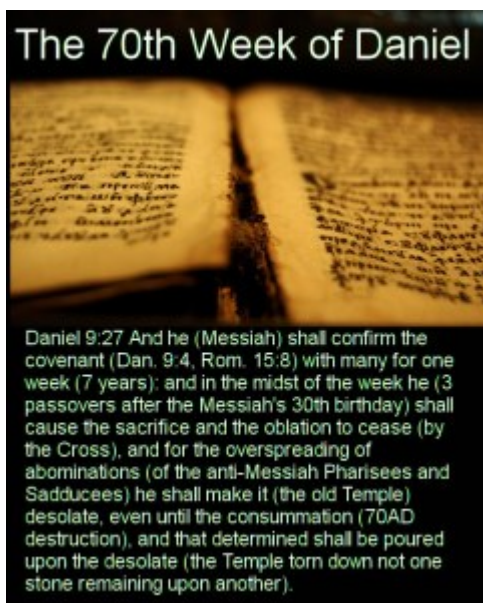 The 70th Week of Daniel
Daniel 9:27 And he (Messiah) shall confirm the
covenant (Dan. 9:4, Rom. 15:8) with many for one
week (7 years): and in the midst of the week he (3
passovers after the Messiah's 30th birthday) shall
cause the sacrifice and the oblation to cease (by
the Cross), and for the overspreading of
abominations (of the anti-Messiah Pharisees and
Sadducees) he shall make it (the old Temple)
desolate, even until the consummation (70AD
destruction), and that determined shall be poured
upon the desolate (the Temple torn down not one
stone remaining upon another).